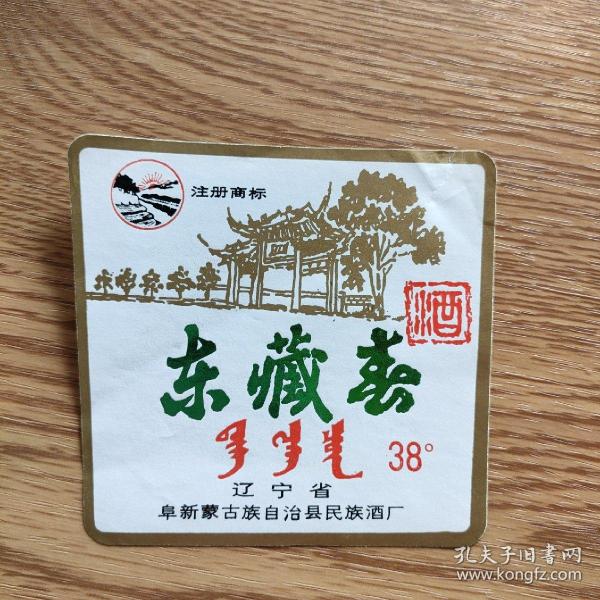 注册商标
酒
东藏春
38°
辽宁省
阜新蒙古族自治县民族酒厂
孔夫子旧书网
www.kongfz.com